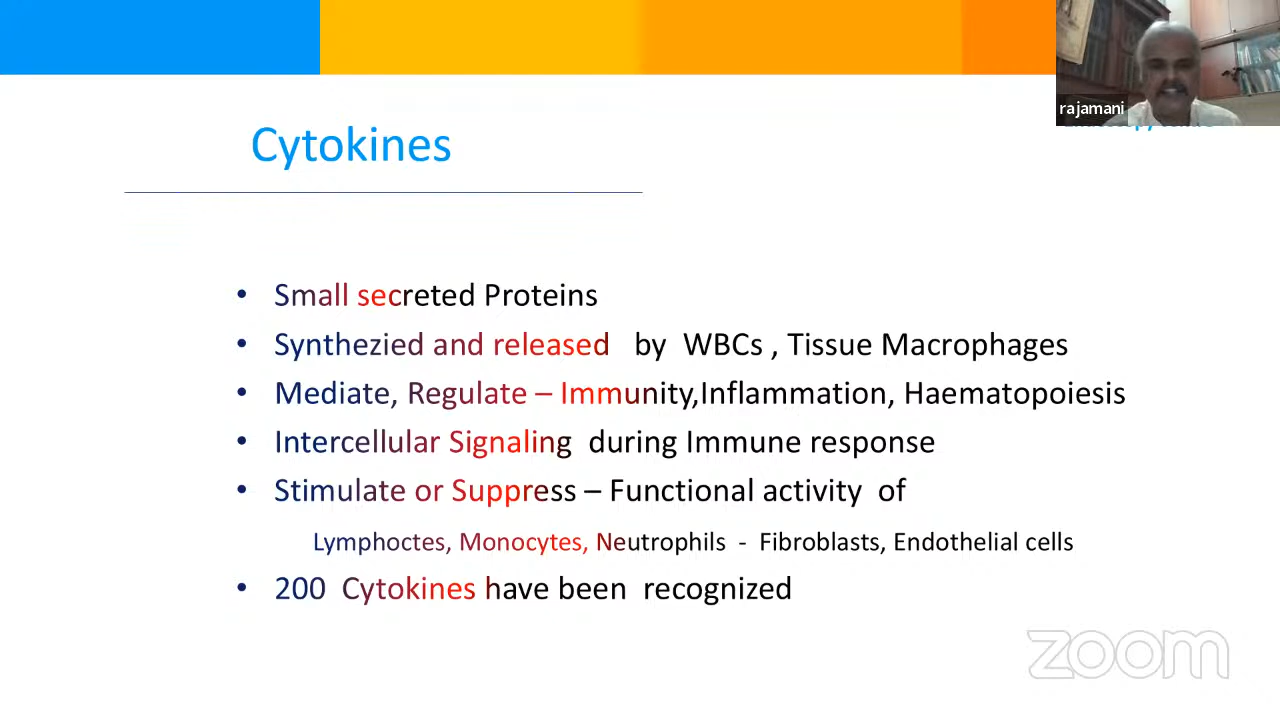 rajamani
Cytokines
• Small secreted Proteins
• Synthezied and released by WBCs , Tissue Macrophages
• Mediate, Regulate – Immunity,Inflammation, Haematopoiesis
• Intercellular Signaling during Immune response
• Stimulate or Suppress – Functional activity of
Lymphoctes, Monocytes, Neutrophils - Fibroblasts, Endothelial cells
• 200 Cytokines have been recognized
zoom